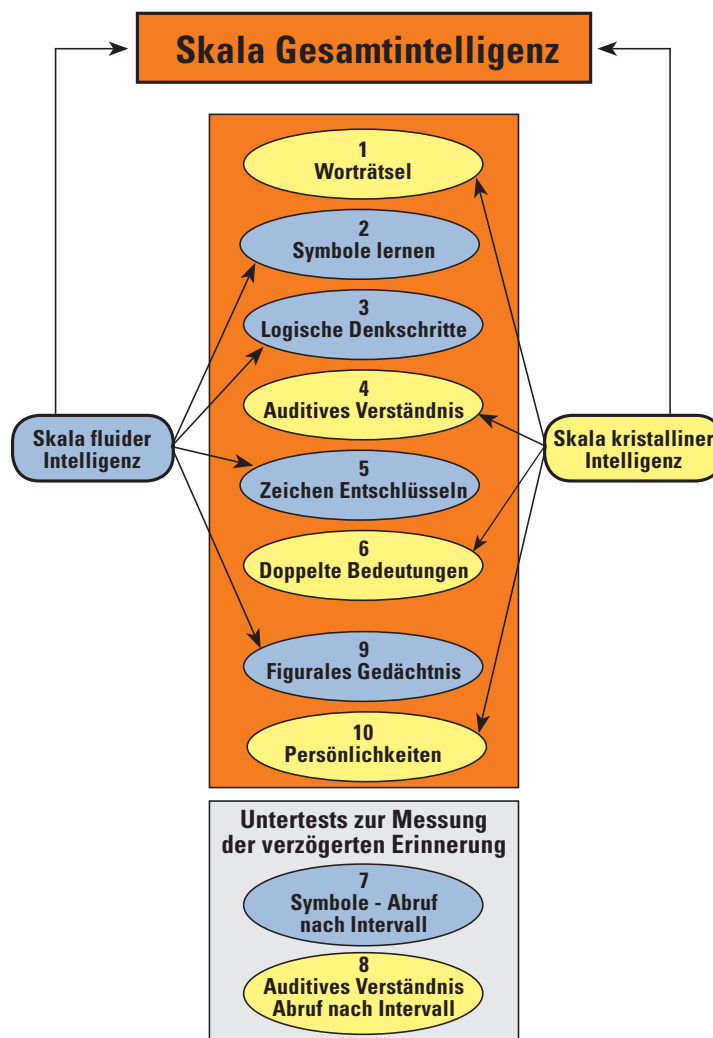 Skala Gesamtintelligenz
1
Worträtsel
2
Symbole lernen
3
Logische Denkschritte
4
Auditives Verständnis
Skala fluider
Intelligenz
Skala kristalliner
Intelligenz
5
Zeichen Entschlüsseln
6
Doppelte Bedeutungen
9
Figurales Gedächtnis
10
Persönlichkeiten
Untertests zur Messung
der verzögerten Erinnerung
7
Symbole - Abruf
nach Intervall
8
Auditives Verständnis
Abruf nach Intervall